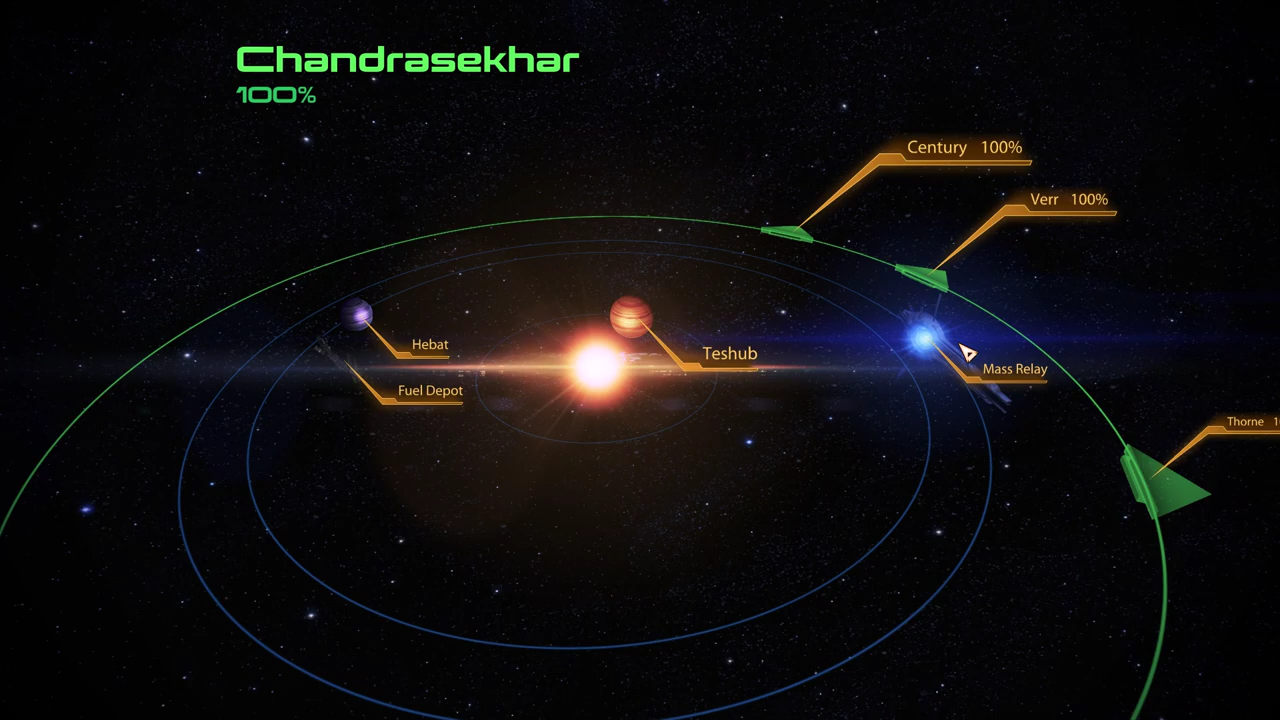 Chandrasekhar
100%
Century 100%
Verr 100%
Hebat
Teshub
Mass Relay
Fuel Depot
Thorne